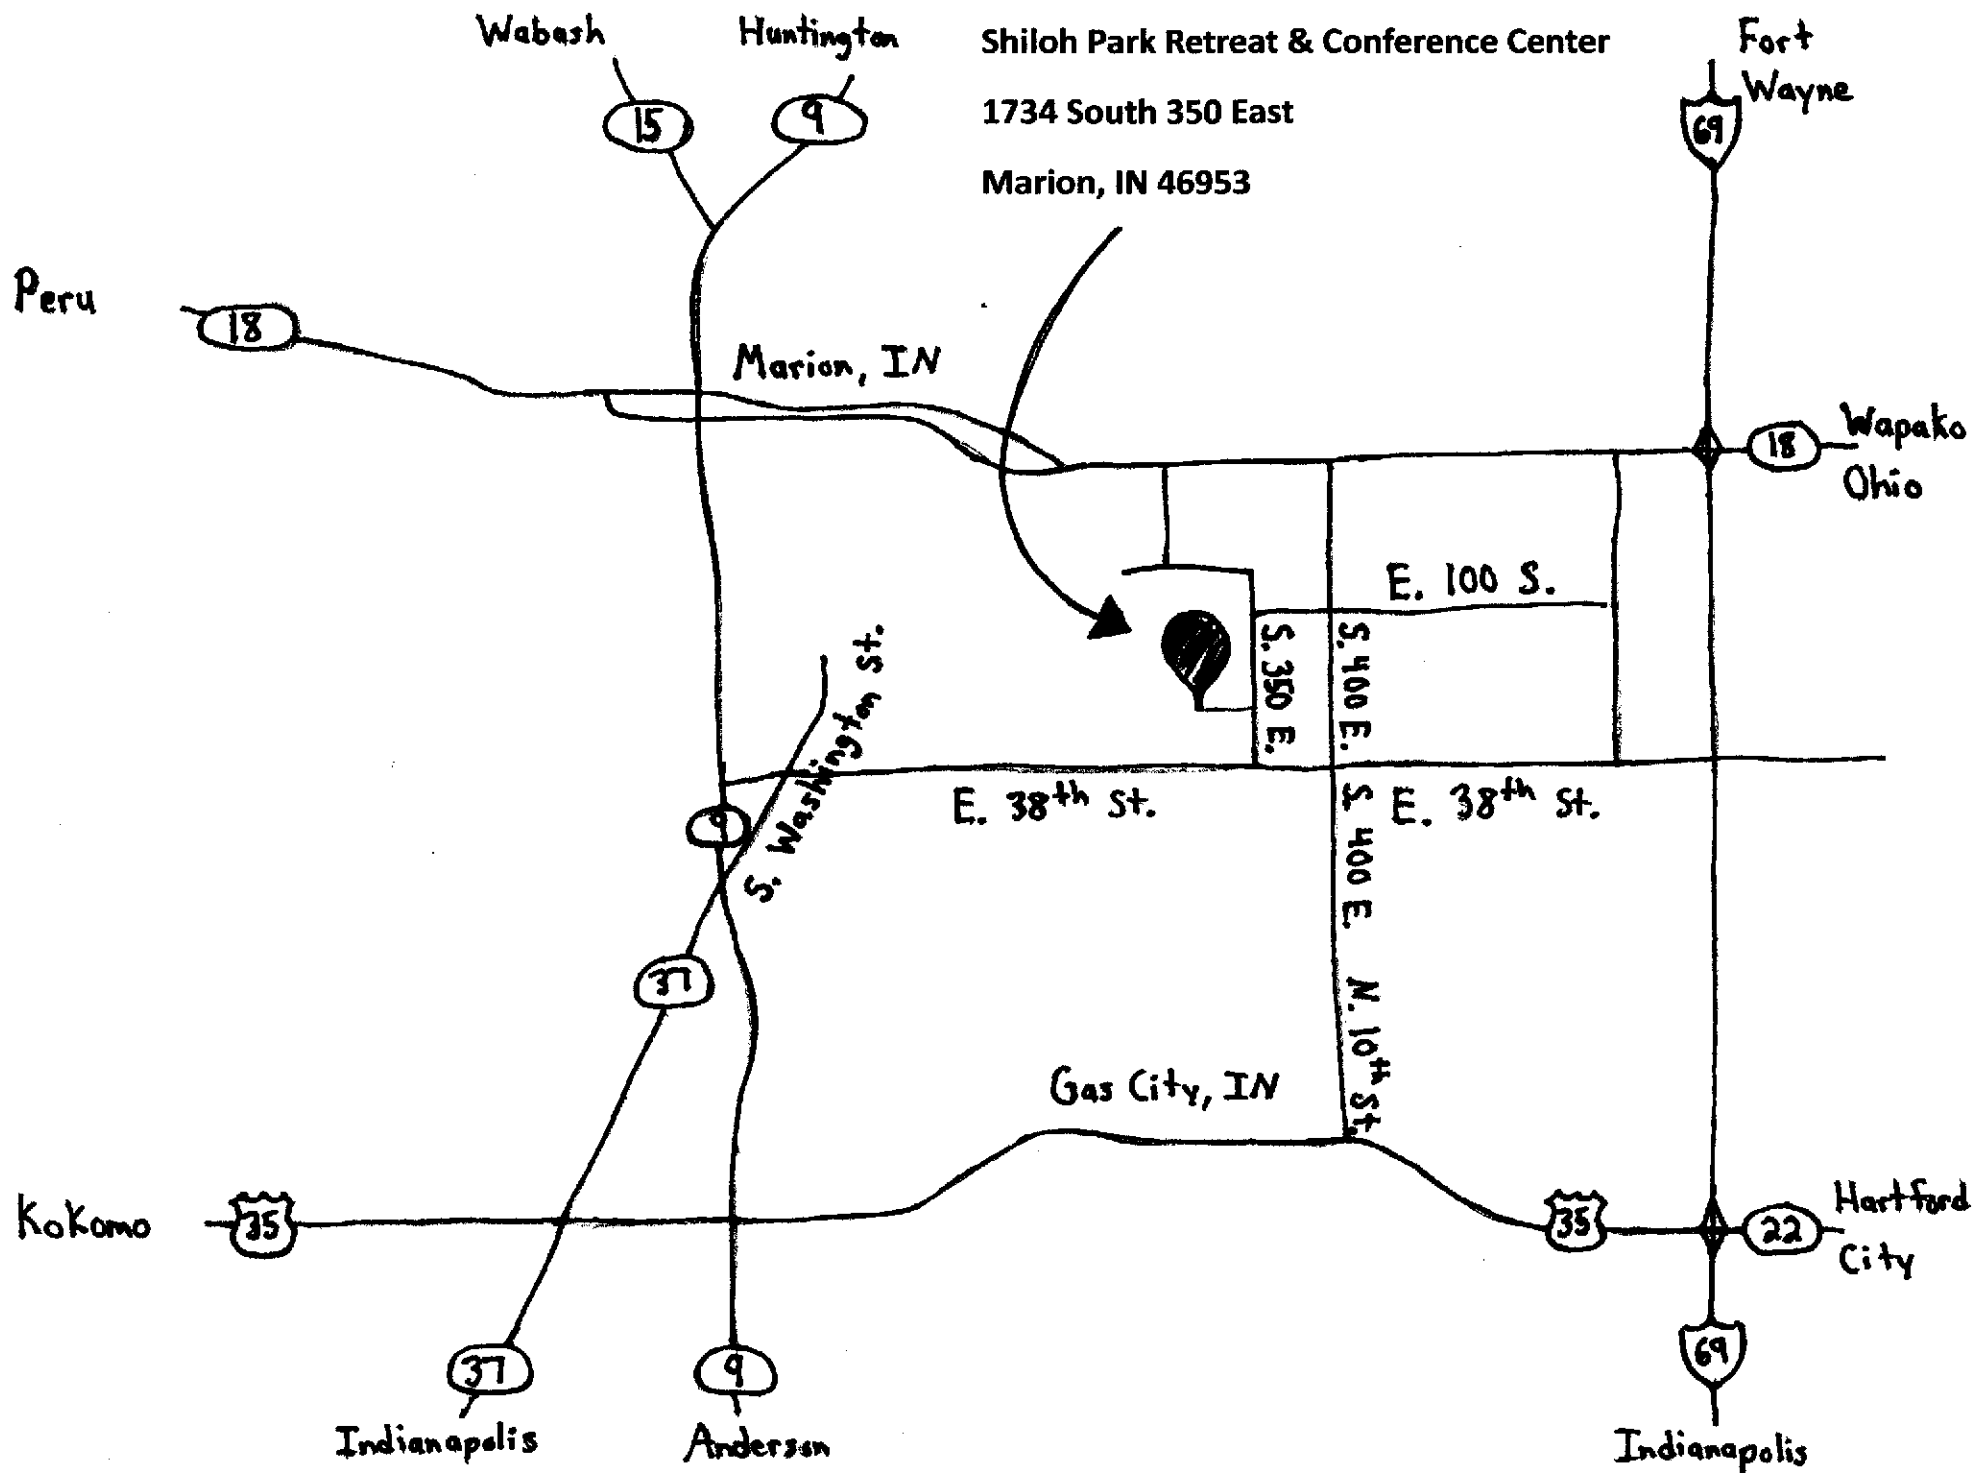 Wabash
Huntington
Shiloh Park Retreat & Conference Center
1734 South 350 East
Marion, IN 46953
Fort
Wayne
15
9
69
Peru
18
Marion, IN
18
Wapako
Ohio
E. 100 S.
S. 350 E.
S. 400 E.
S. Washington St.
E. 38th St.
E. 38th St.
9
S. 400 E.
N. 10th St.
37
Gas City, IN
Kokomo
35
35
22
Hartford
City
37
9
69
Indianapolis
Anderson
Indianapolis